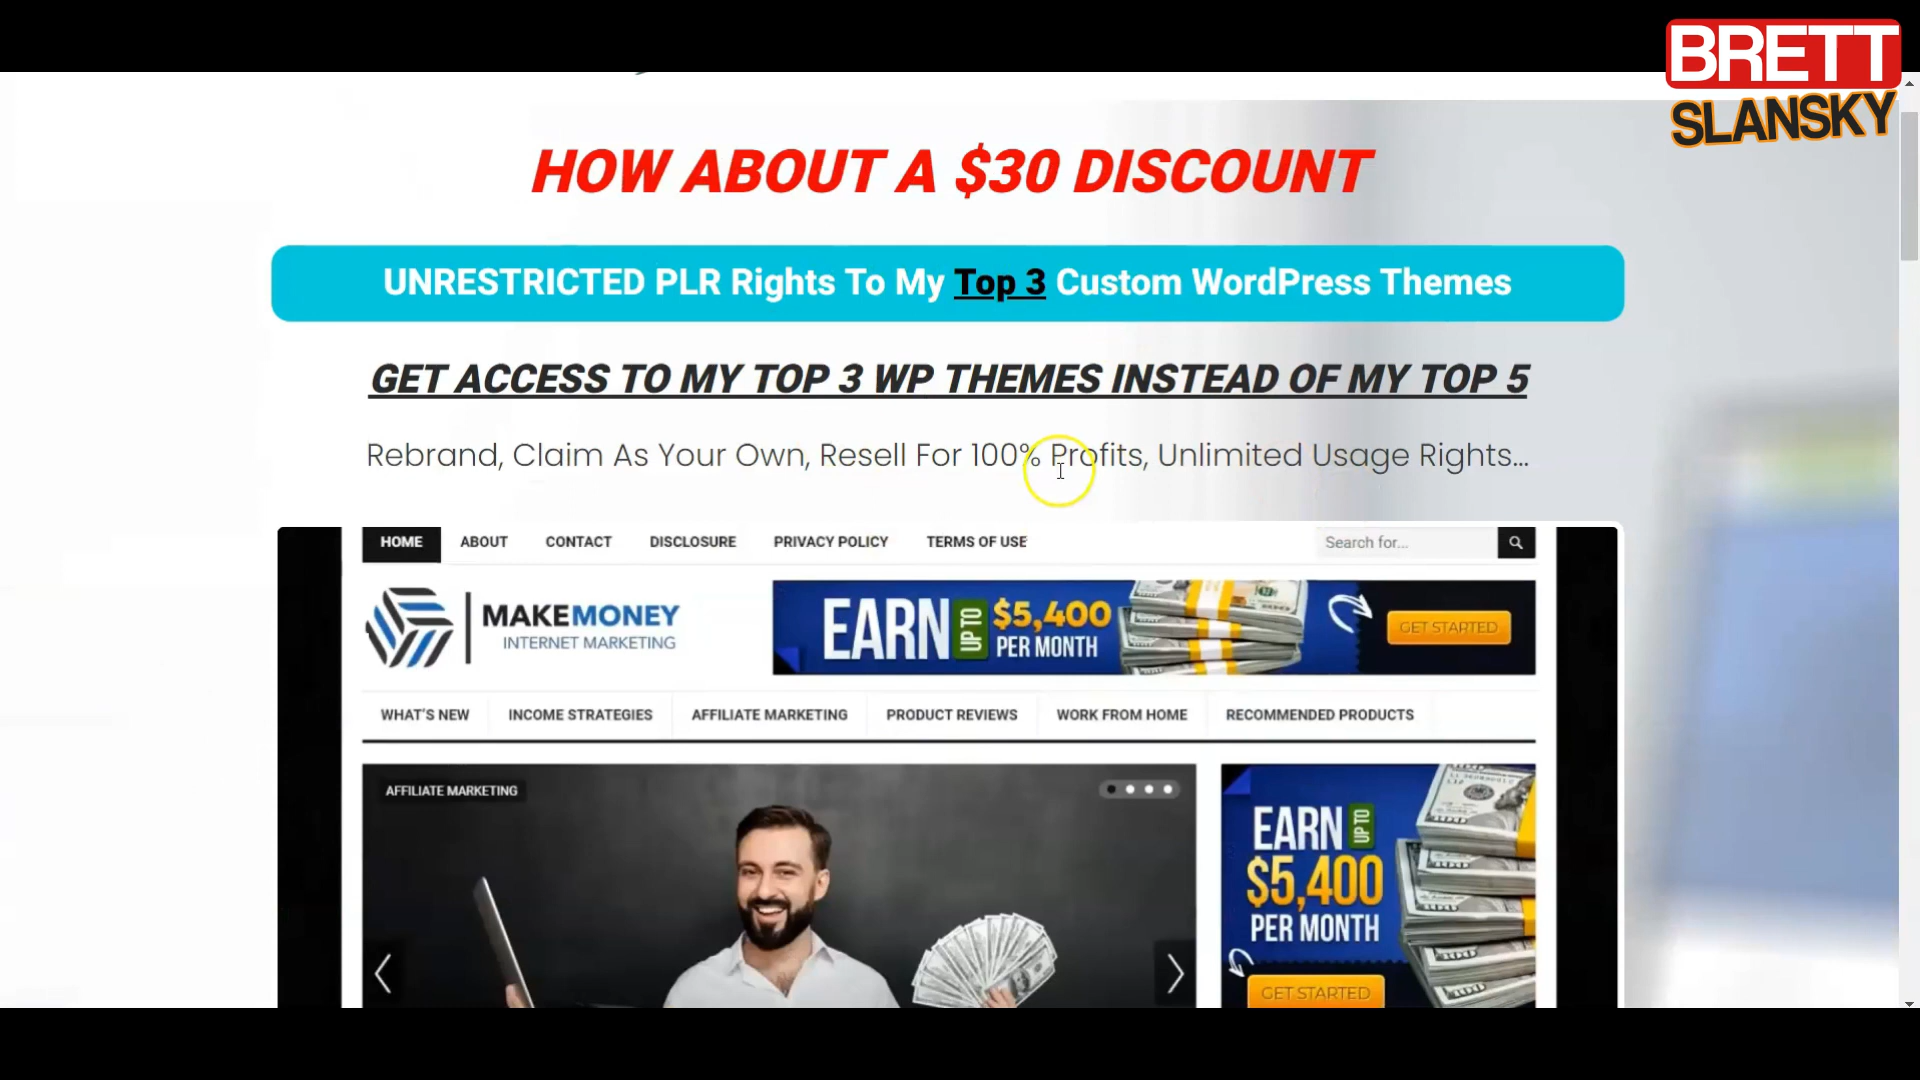 BRETT
SLANSKY
HOW ABOUT A $30 DISCOUNT
UNRESTRICTED PLR Rights To My Top 3 Custom WordPress Themes
GET ACCESS TO MY TOP 3 WP THEMES INSTEAD OF MY TOP 5
Rebrand, Claim As Your Own, Resell For 100% Profits, Unlimited Usage Rights...
HOME ABOUT CONTACT DISCLOSURE PRIVACY POLICY TERMS OF USE Search for...
MAKEMONEY
INTERNET MARKETING
EARN UP TO $5,400 PER MONTH GET STARTED
WHAT'S NEW INCOME STRATEGIES AFFILIATE MARKETING PRODUCT REVIEWS WORK FROM HOME RECOMMENDED PRODUCTS
AFFILIATE MARKETING
EARN UP TO
$5,400
PER MONTH
GET STARTED